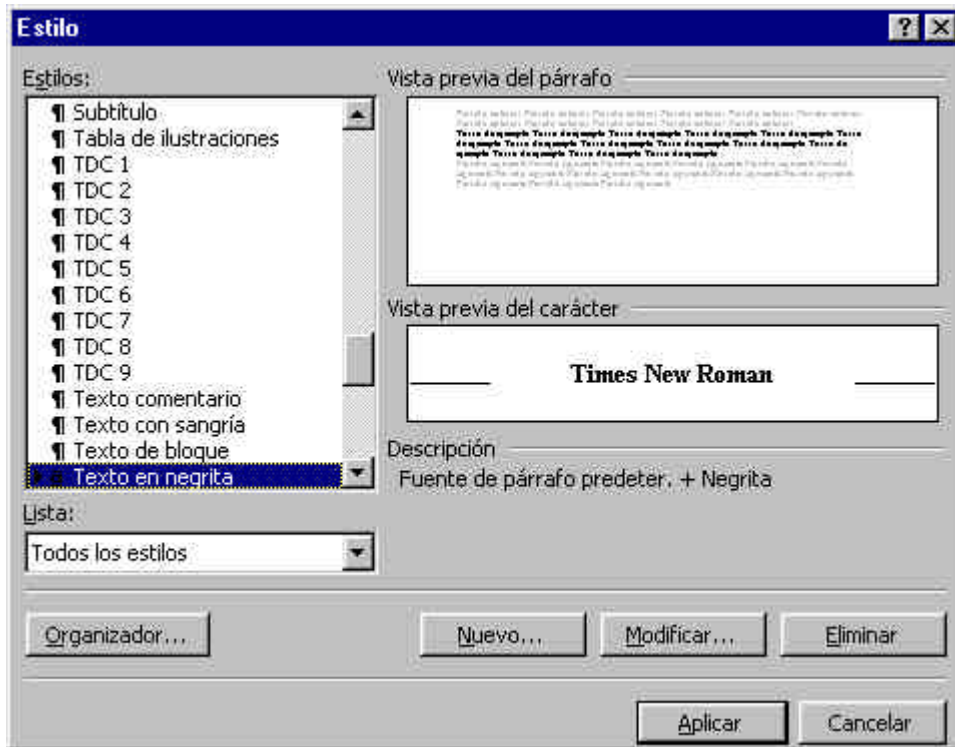 Estilo
Estilos:
¶ Subtítulo
¶ Tabla de ilustraciones
¶ TDC 1
¶ TDC 2
¶ TDC 3
¶ TDC 4
¶ TDC 5
¶ TDC 6
¶ TDC 7
¶ TDC 8
¶ TDC 9
¶ Texto comentario
¶ Texto con sangría
¶ Texto de bloque
a Texto en negrita
Lista:
Todos los estilos
Vista previa del párrafo
Vista previa del carácter
Times New Roman
Descripción
Fuente de párrafo predeter. + Negrita
Organizador...
Nuevo...
Modificar...
Eliminar
Aplicar
Cancelar